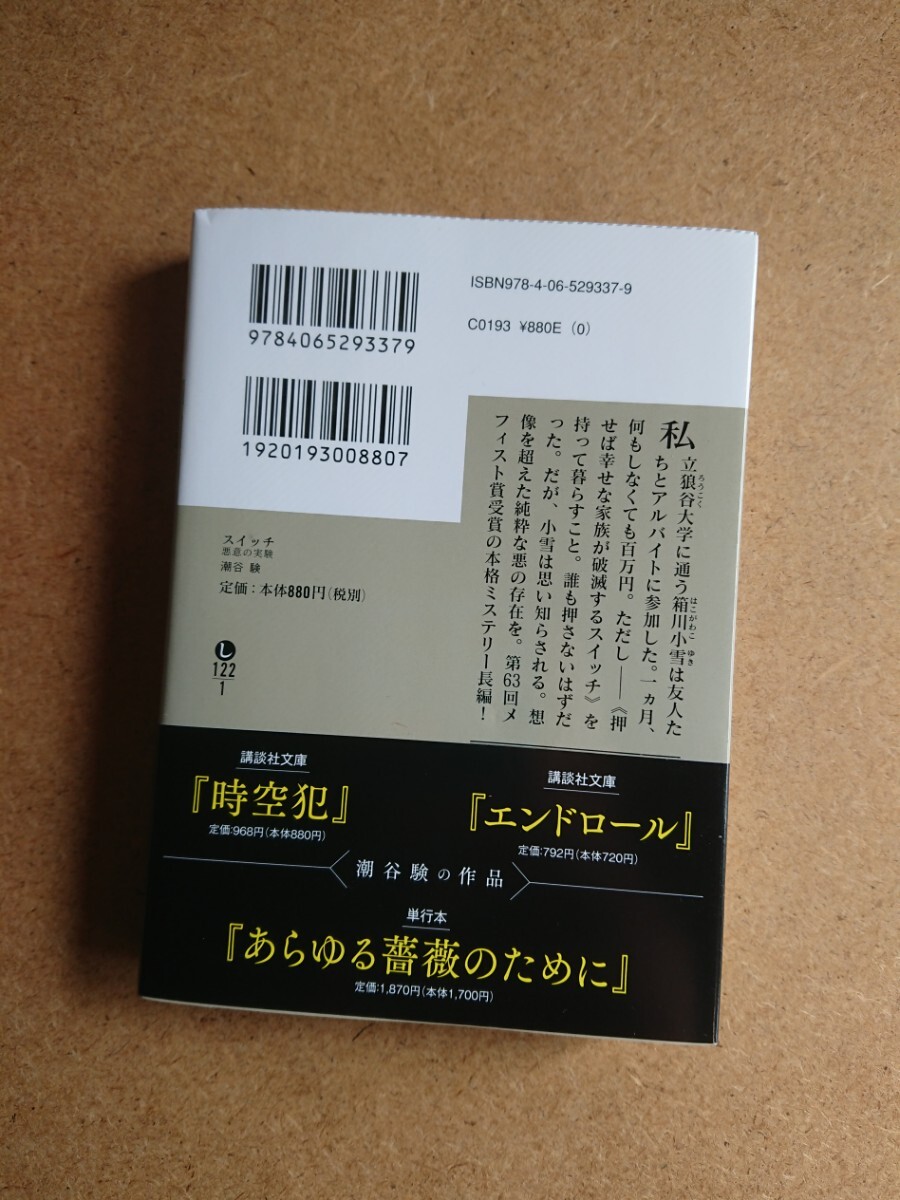 9784065293379
1920193008807
ISBN978-4-06-529337-9
C0193 ¥880E (0)
私立狼谷大学に通う箱川小雪は友人た
ちとアルバイトに参加した。一ヵ月、
何もしなくても百万円。ただし――《押
せば幸せな家族が破滅するスイッチ》を
持って暮らすこと。誰も押さないはずだ
った。だが、小雪は思い知らされる。想
像を超えた純粋な悪の存在を。第63回メ
フィスト賞受賞の本格ミステリー長編!
ろうこく
はこがわこ
ゆき
スイッチ
悪意の実験
潮谷 験
定価:本体880円(税別)
し
122
1
講談社文庫
『時空犯』
定価:968円(本体880円)
講談社文庫
『エンドロール』
定価:792円(本体720円)
潮谷験の作品
単行本
『あらゆる薔薇のために』
定価:1,870円(本体1,700円)